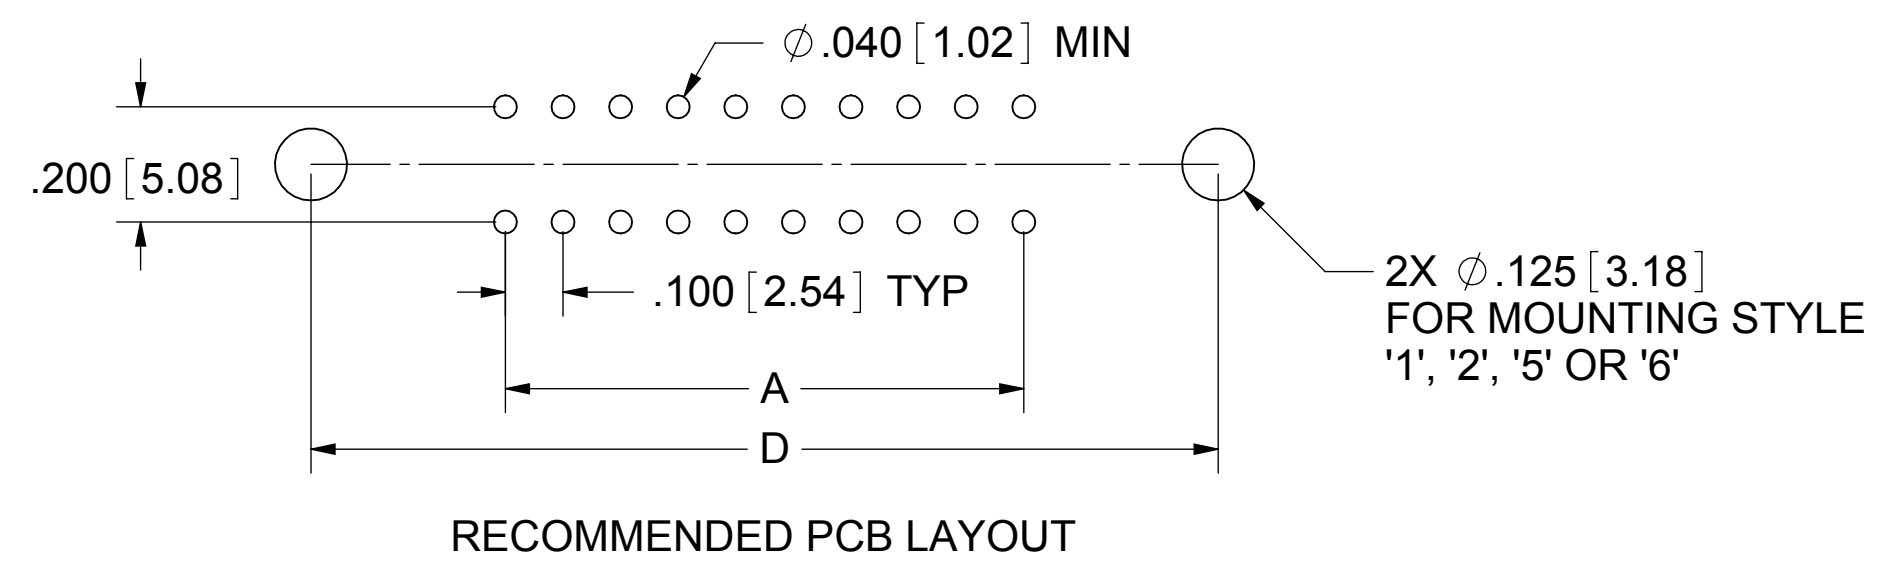 ⌀.040 [1.02] MIN
.200 [5.08]
.100 [2.54] TYP
2X ⌀.125 [3.18]
FOR MOUNTING STYLE
'1', '2', '5' OR '6'
A
D
RECOMMENDED PCB LAYOUT